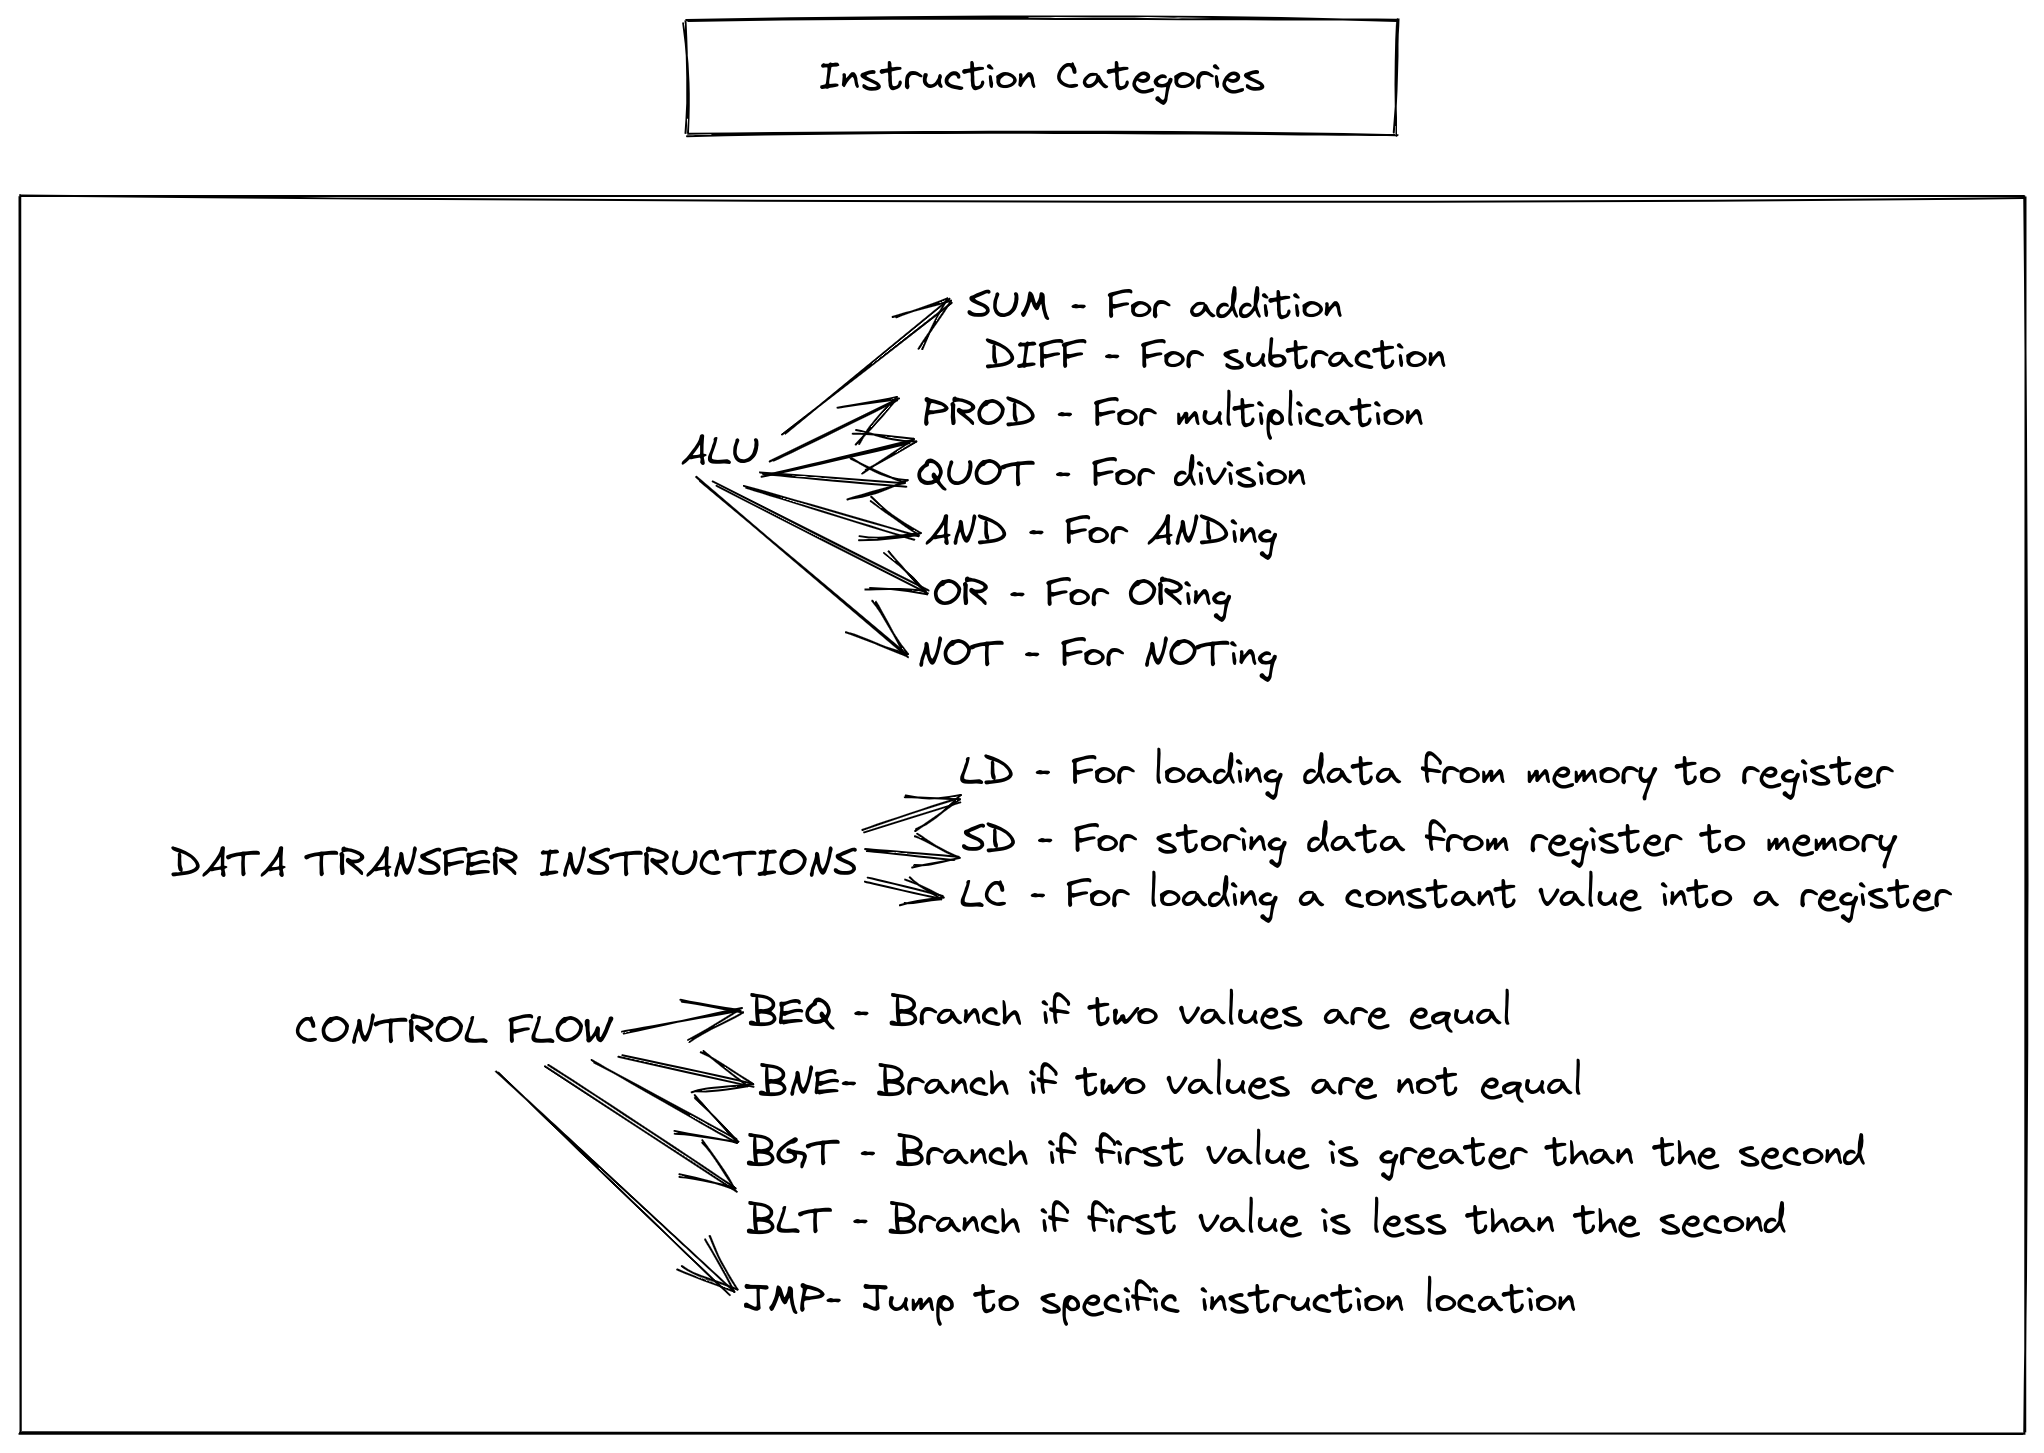 Instruction Categories
SUM - For addition
DIFF - For subtraction
PROD - For multiplication
ALU
QUOT - For division
AND - For ANDing
OR - For ORing
NOT - For NOTing
LD - For loading data from memory to register
SD - For storing data from register to memory
DATA TRANSFER INSTRUCTIONS
LC - For loading a constant value into a register
CONTROL FLOW
BEQ - Branch if two values are equal
BNE- Branch if two values are not equal
BGT - Branch if first value is greater than the second
BLT - Branch if first value is less than the second
JMP- Jump to specific instruction location